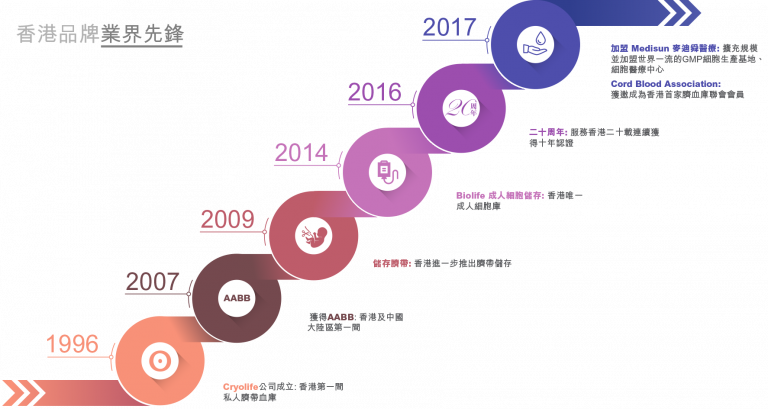 香港品牌業界先鋒
2017
加盟 Medisun 麥迪舜醫療: 擴充規模
並加盟世界一流的GMP細胞生產基地、
細胞醫療中心
Cord Blood Association:
獲邀成為香港首家臍血庫聯會會員
2016
20周年
二十周年: 服務香港二十載連續獲
得十年認證
2014
Biolife 成人細胞儲存: 香港唯一
成人細胞庫
2009
儲存臍帶: 香港進一步推出臍帶儲存
2007
AABB
獲得AABB: 香港及中國
大陸區第一間
1996
Cryolife公司成立: 香港第一間
私人臍帶血庫